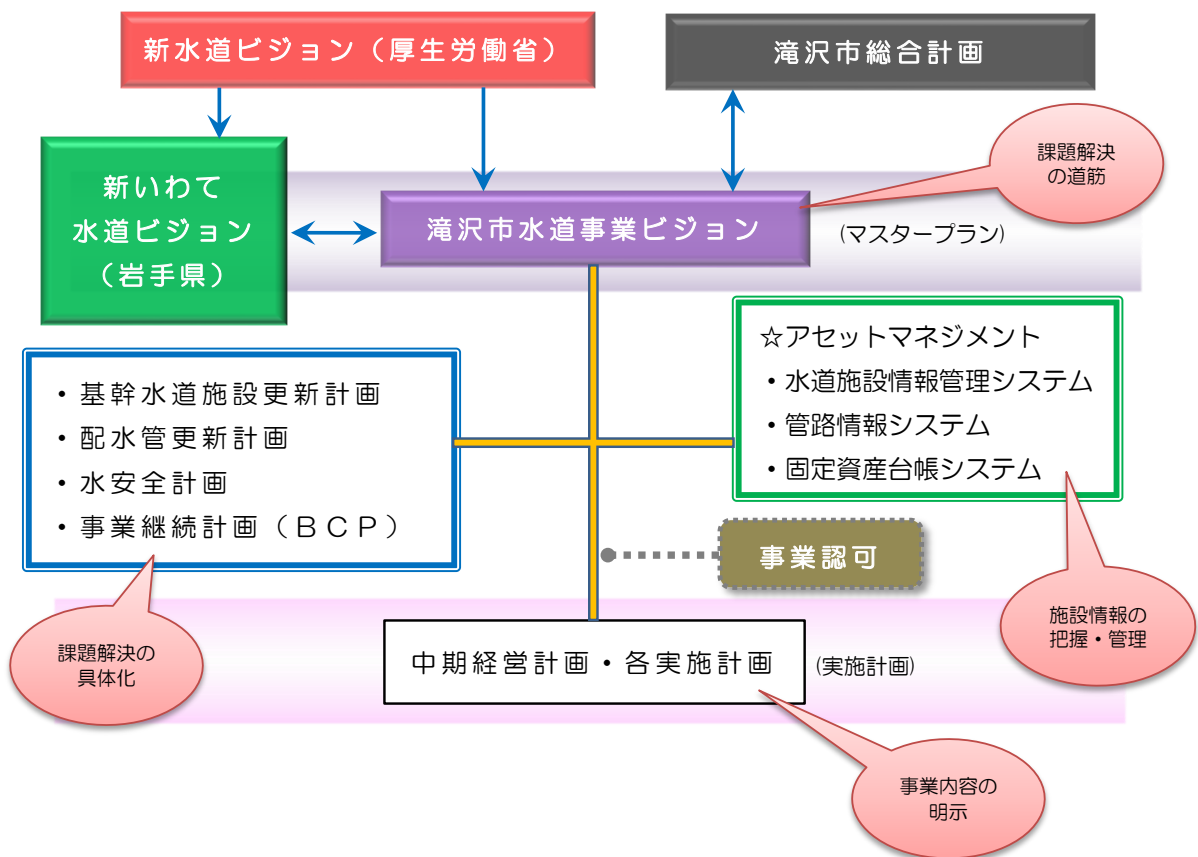 新水道ビジョン（厚生労働省）
滝沢市総合計画
課題解決
の道筋
新いわて
水道ビジョン
（岩手県）
滝沢市水道事業ビジョン
(マスタープラン)
・基幹水道施設更新計画
・配水管更新計画
・水安全計画
・事業継続計画（ＢＣＰ）
☆アセットマネジメント
・水道施設情報管理システム
・管路情報システム
・固定資産台帳システム
事業認可
課題解決の
具体化
施設情報の
把握・管理
中期経営計画・各実施計画
(実施計画)
事業内容の
明示